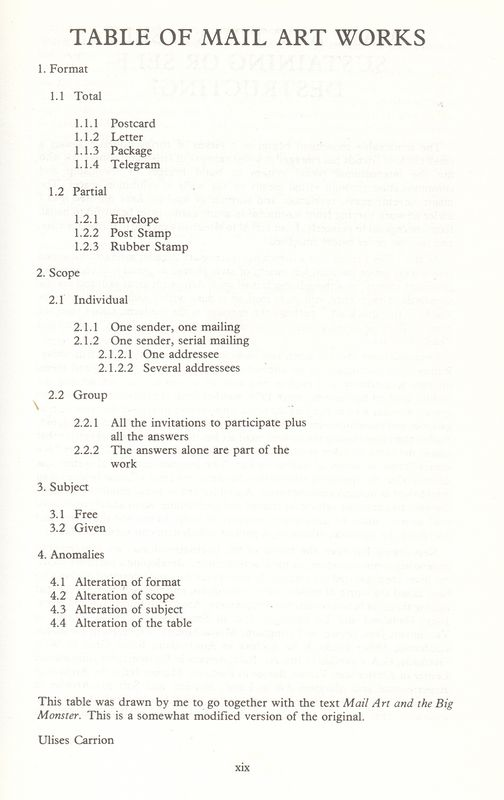 TABLE OF MAIL ART WORKS
1. Format
1.1 Total
1.1.1 Postcard
1.1.2 Letter
1.1.3 Package
1.1.4 Telegram
1.2 Partial
1.2.1 Envelope
1.2.2 Post Stamp
1.2.3 Rubber Stamp
2. Scope
2.1 Individual
2.1.1 One sender, one mailing
2.1.2 One sender, serial mailing
2.1.2.1 One addressee
2.1.2.2 Several addressees
2.2 Group
2.2.1 All the invitations to participate plus
all the answers
2.2.2 The answers alone are part of the
work
3. Subject
3.1 Free
3.2 Given
4. Anomalies
4.1 Alteration of format
4.2 Alteration of scope
4.3 Alteration of subject
4.4 Alteration of the table
This table was drawn by me to go together with the text Mail Art and the Big
Monster. This is a somewhat modified version of the original.
Ulises Carrion
xix